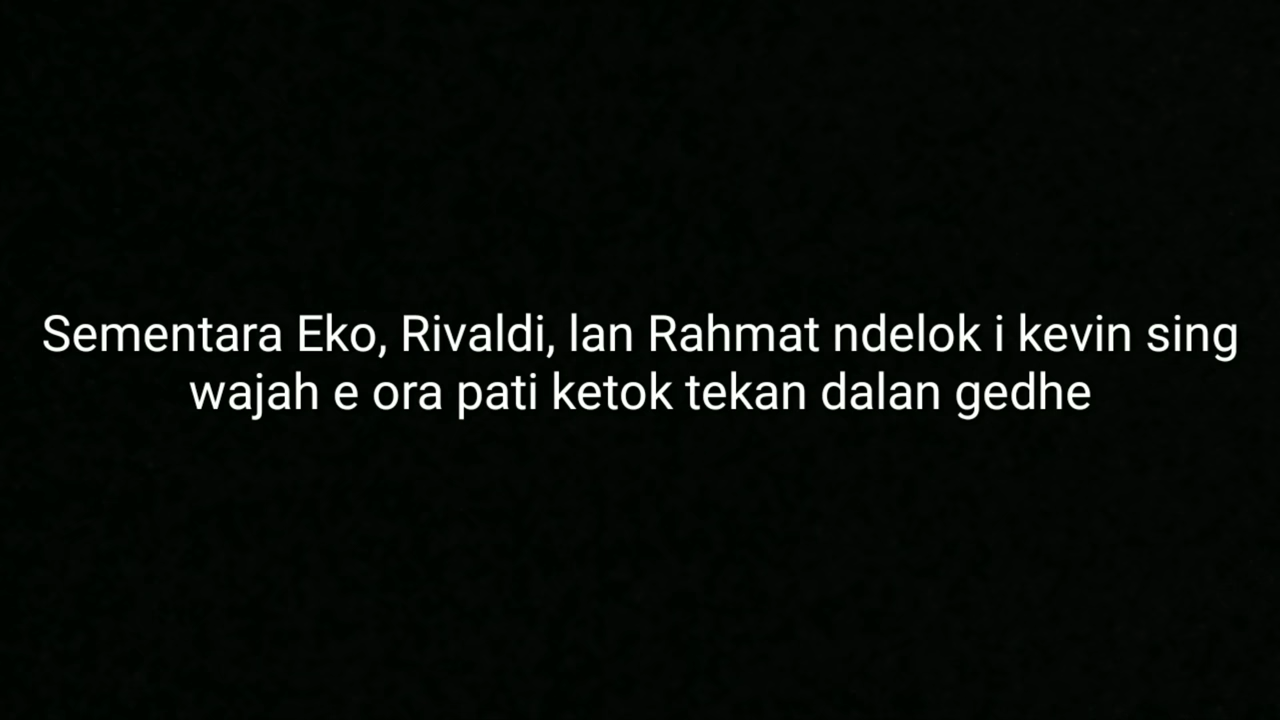 Sementara Eko, Rivaldi, lan Rahmat ndelok i kevin sing
wajah e ora pati ketok tekan dalan gedhe